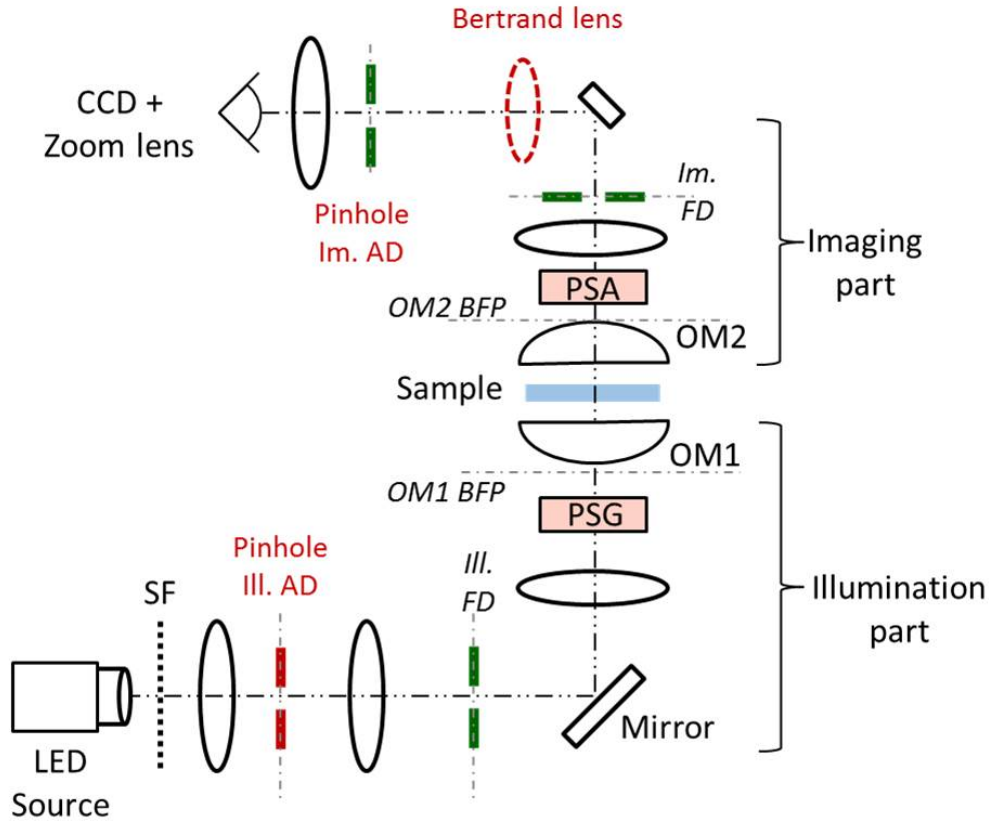 Bertrand lens
CCD +
Zoom lens
Pinhole
Im. AD
Im.
FD
Imaging
part
PSA
OM2 BFP
OM2
Sample
OM1
OM1 BFP
PSG
Pinhole
Ill. AD
Ill.
FD
SF
Illumination
part
Mirror
LED
Source